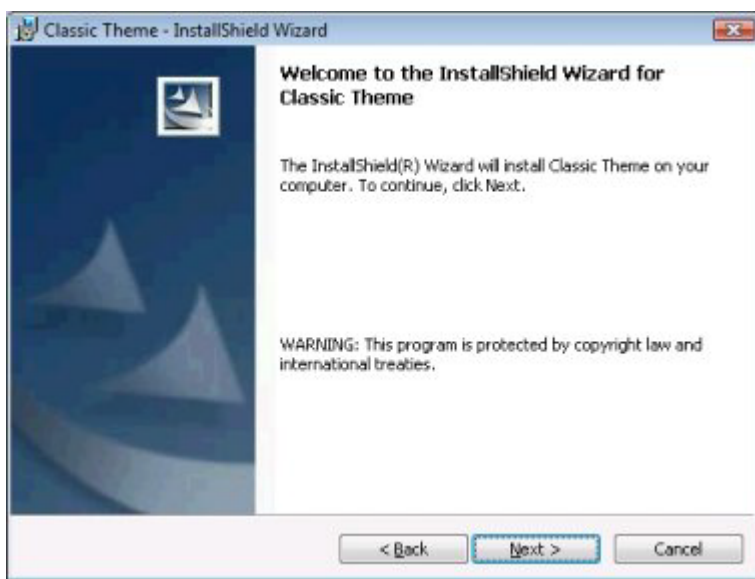 Classic Theme - InstallShield Wizard
Welcome to the InstallShield Wizard for
Classic Theme
The InstallShield(R) Wizard will install Classic Theme on your
computer. To continue, click Next.
WARNING: This program is protected by copyright law and
international treaties.
< Back Next > Cancel